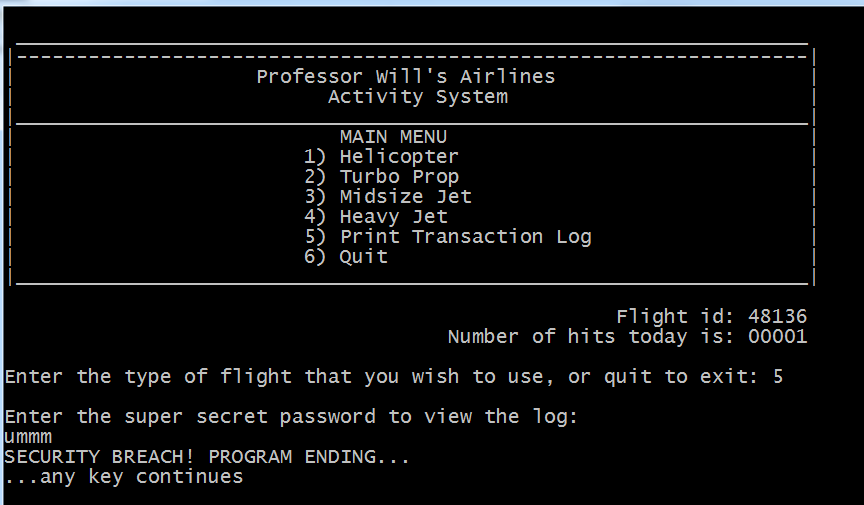 Professor Will's Airlines
Activity System
MAIN MENU
1) Helicopter
2) Turbo Prop
3) Midsize Jet
4) Heavy Jet
5) Print Transaction Log
6) Quit
Flight id: 48136
Number of hits today is: 00001
Enter the type of flight that you wish to use, or quit to exit: 5
Enter the super secret password to view the log:
ummm
SECURITY BREACH! PROGRAM ENDING...
...any key continues